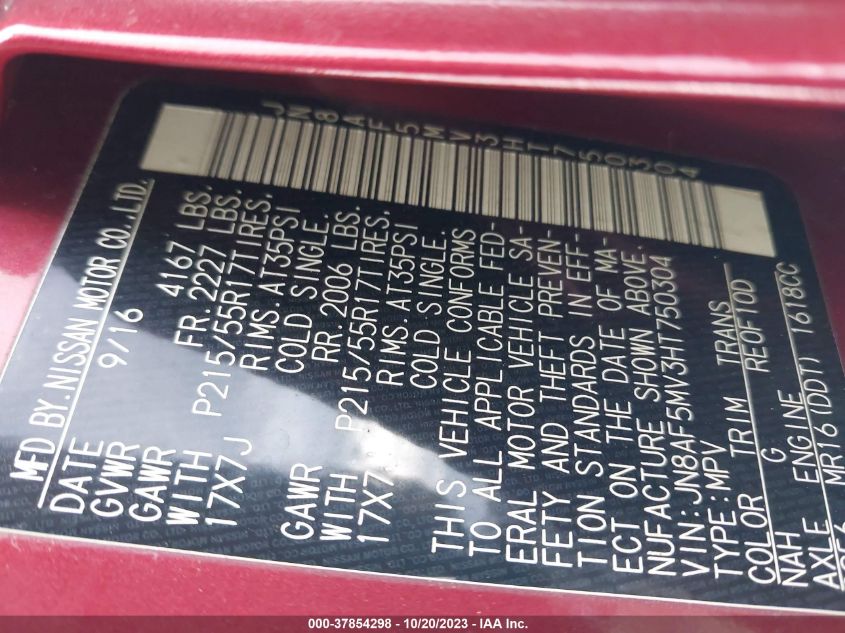 JN8AF5MV3HT750304
MFD BY.NISSAN MOTOR CO.,LTD.
DATE 9/16
GVWR 4167 LBS.
GAWR FR.2227 LBS.
WITH P215/55R17TIRES.
17X7J RIMS.AT35PSI
COLD SINGLE.
GAWR RR.2006 LBS.
WITH P215/55R17TIRES.
17X7 RIMS.AT35PSI
COLD SINGLE.
THIS VEHICLE CONFORMS
TO ALL APPLICABLE FED-
ERAL MOTOR VEHICLE SA-
FETY AND THEFT PREVEN-
TION STANDARDS IN EFF-
ECT ON THE DATE OF MA-
NUFACTURE SHOWN ABOVE.
VIN:JN8AF5MV3HT750304
TYPE:MPV
COLOR TRIM TRANS
NAH G RE0F10D
AXLE ENGINE
MR16(DDT) 1618CC
000-37854298 - 10/20/2023 - IAA Inc.